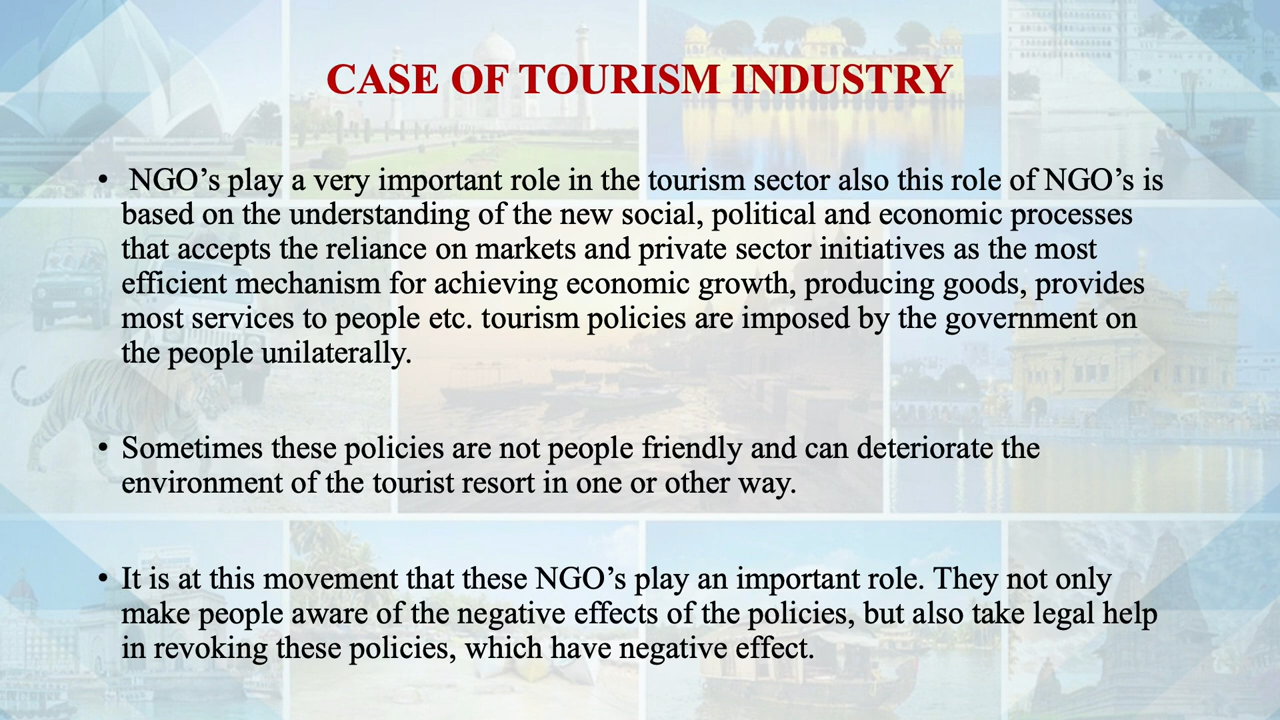 CASE OF TOURISM INDUSTRY
• NGO’s play a very important role in the tourism sector also this role of NGO’s is
based on the understanding of the new social, political and economic processes
that accepts the reliance on markets and private sector initiatives as the most
efficient mechanism for achieving economic growth, producing goods, provides
most services to people etc. tourism policies are imposed by the government on
the people unilaterally.
• Sometimes these policies are not people friendly and can deteriorate the
environment of the tourist resort in one or other way.
• It is at this movement that these NGO’s play an important role. They not only
make people aware of the negative effects of the policies, but also take legal help
in revoking these policies, which have negative effect.